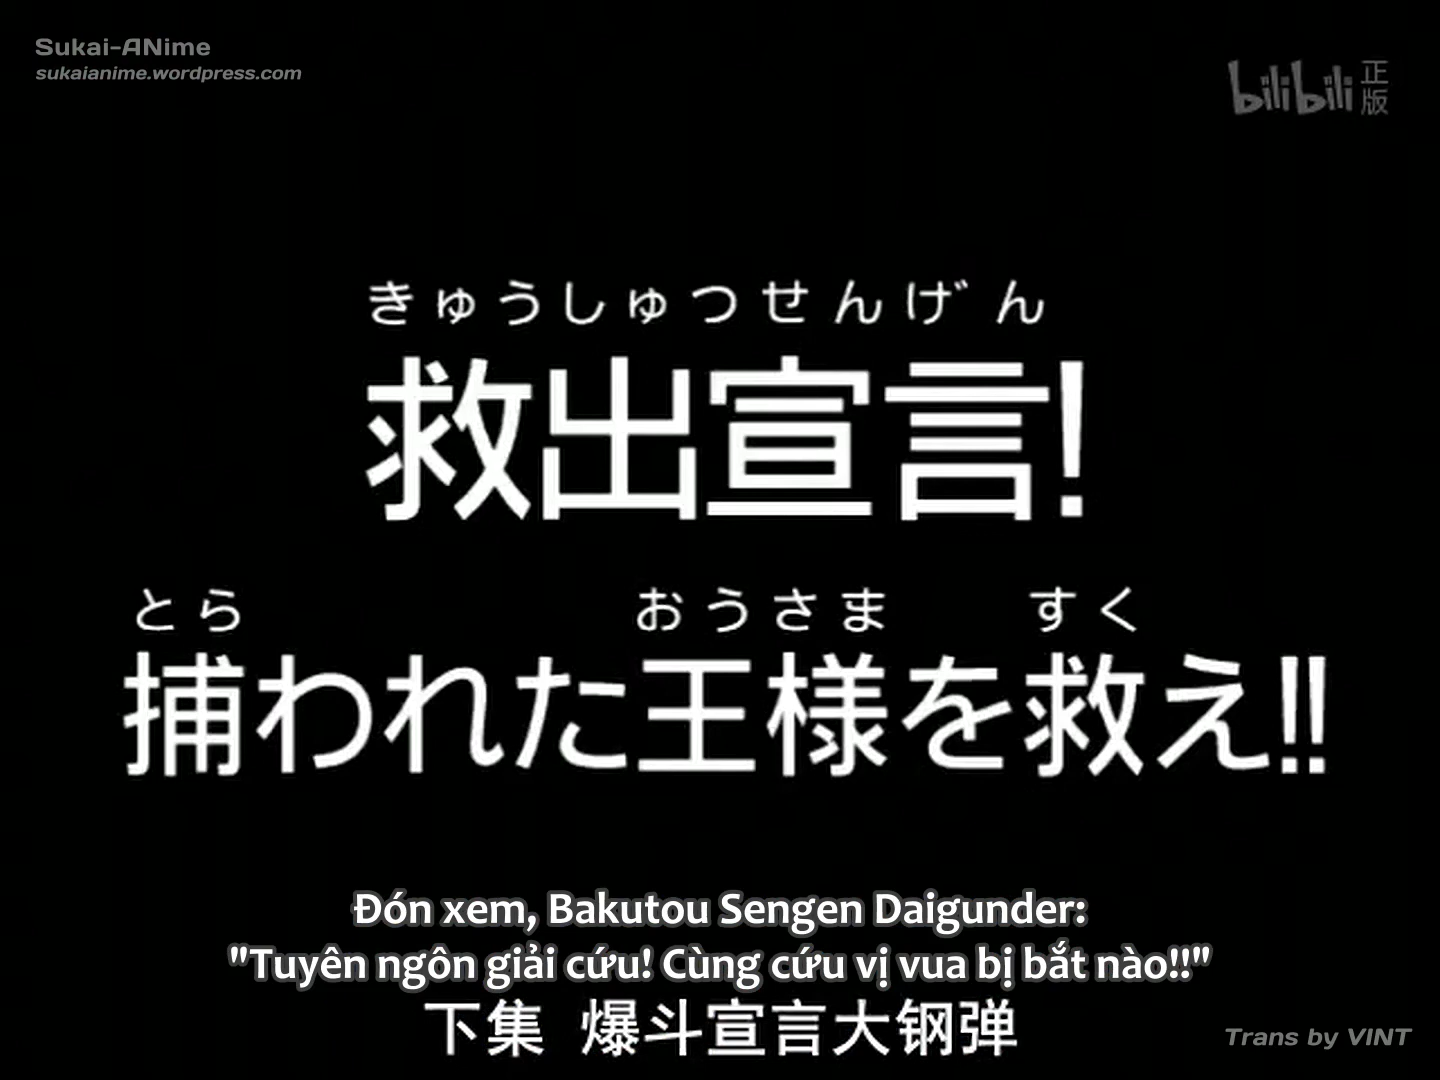 Sukai-ANime
sukaianime.wordpress.com
bilibili 正版
きゅうしゅつせんげん
救出宣言!
とら おうさま すく
捕われた王様を救え!!
Đón xem, Bakutou Sengen Daigunder:
"Tuyên ngôn giải cứu! Cùng cứu vị vua bị bắt nào!!"
下集 爆斗宣言大钢弹
Trans by VINT